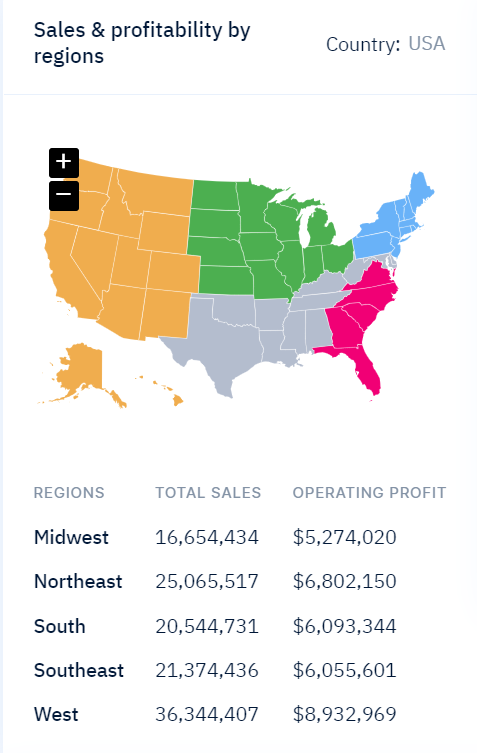 Sales & profitability by
regions
Country: USA
+
−
REGIONS TOTAL SALES OPERATING PROFIT
Midwest 16,654,434 $5,274,020
Northeast 25,065,517 $6,802,150
South 20,544,731 $6,093,344
Southeast 21,374,436 $6,055,601
West 36,344,407 $8,932,969